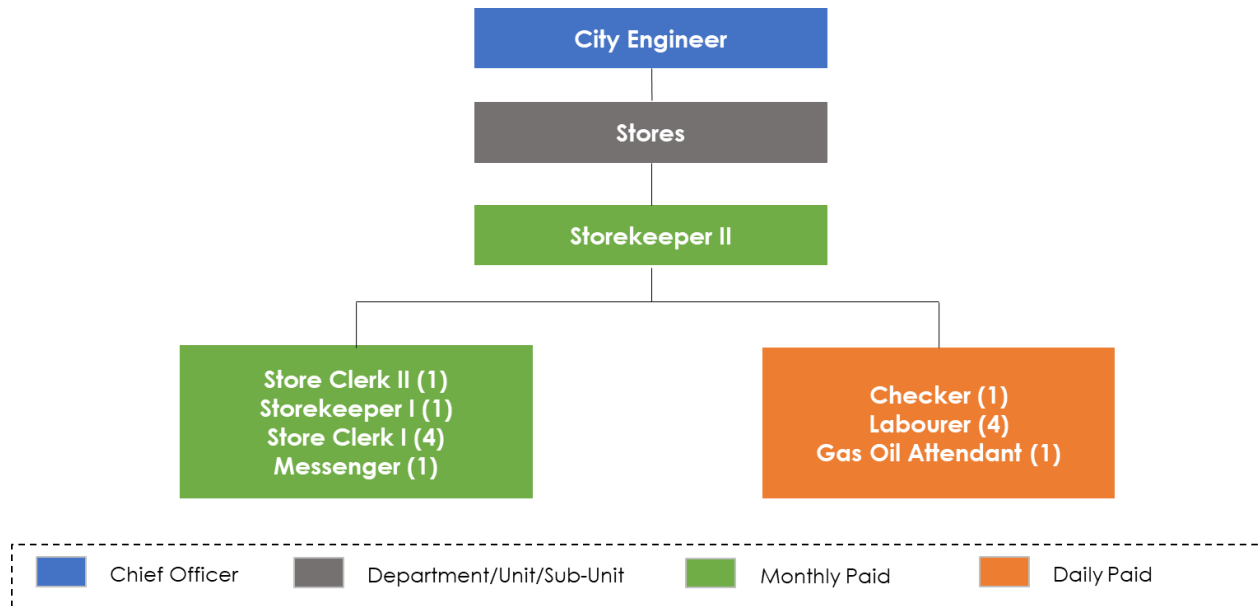 City Engineer
Stores
Storekeeper II
Store Clerk II (1)
Storekeeper I (1)
Store Clerk I (4)
Messenger (1)
Checker (1)
Labourer (4)
Gas Oil Attendant (1)
Chief Officer
Department/Unit/Sub-Unit
Monthly Paid
Daily Paid